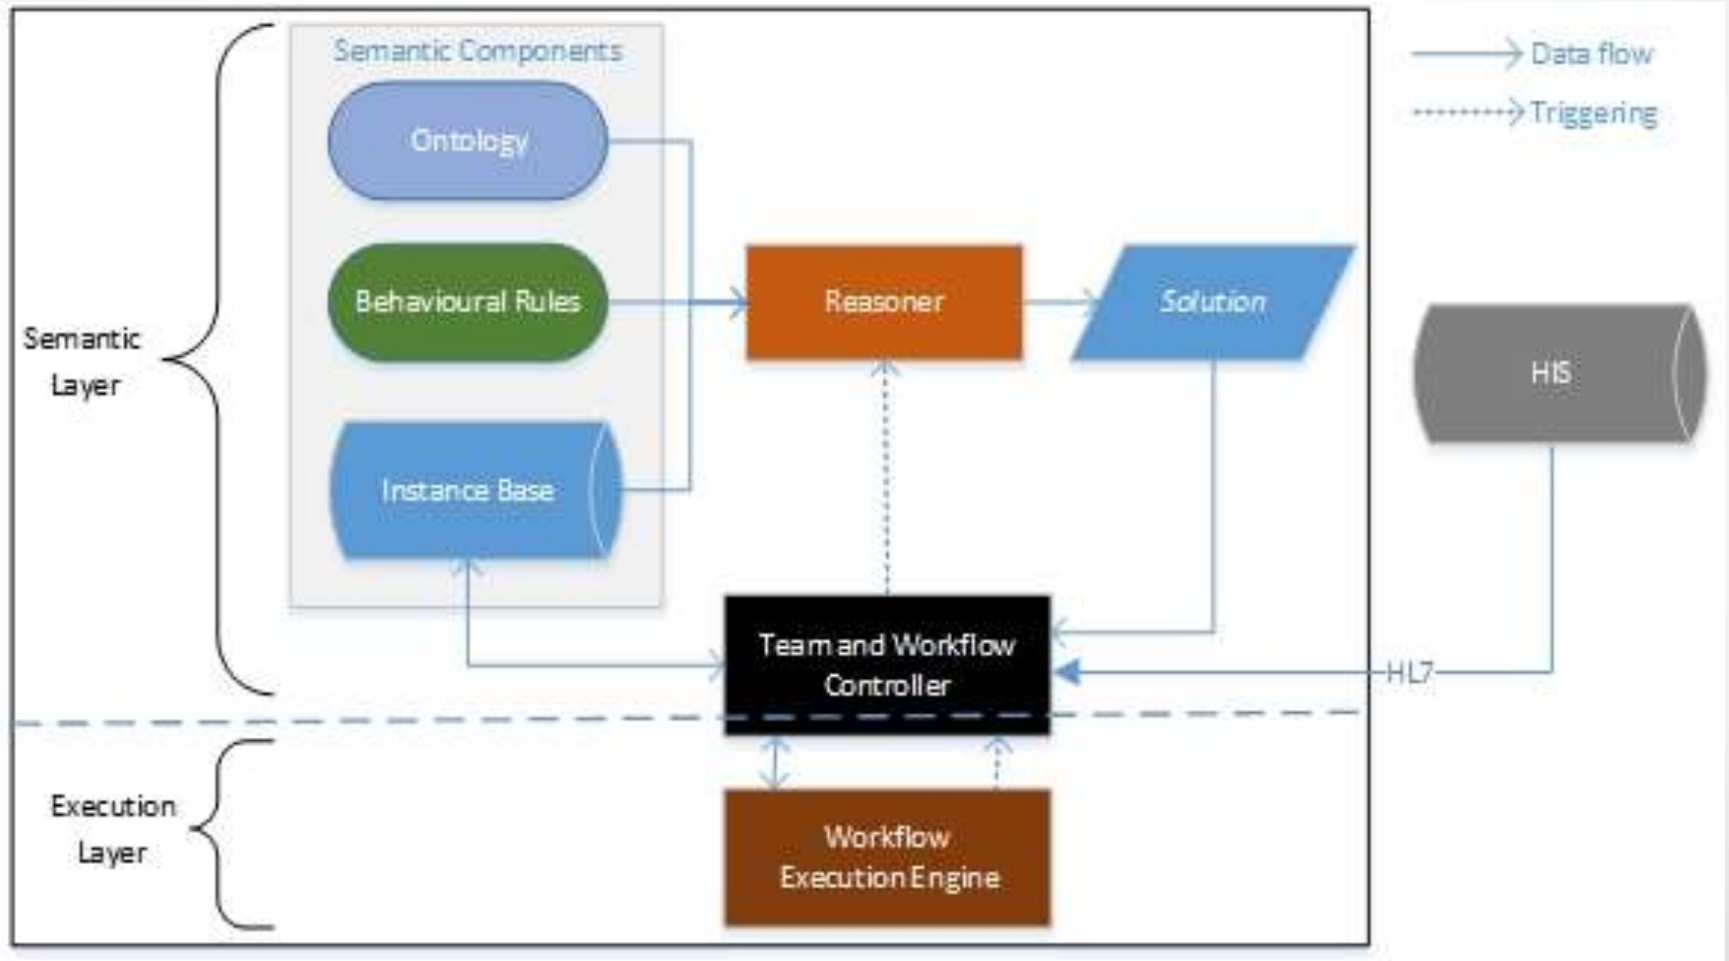 Semantic Components
Ontology
Behavioural Rules
Instance Base
Semantic
Layer
Reasoner
Solution
Team and Workflow
Controller
Execution
Layer
Workflow
Execution Engine
Data flow
Triggering
HIS
HL7